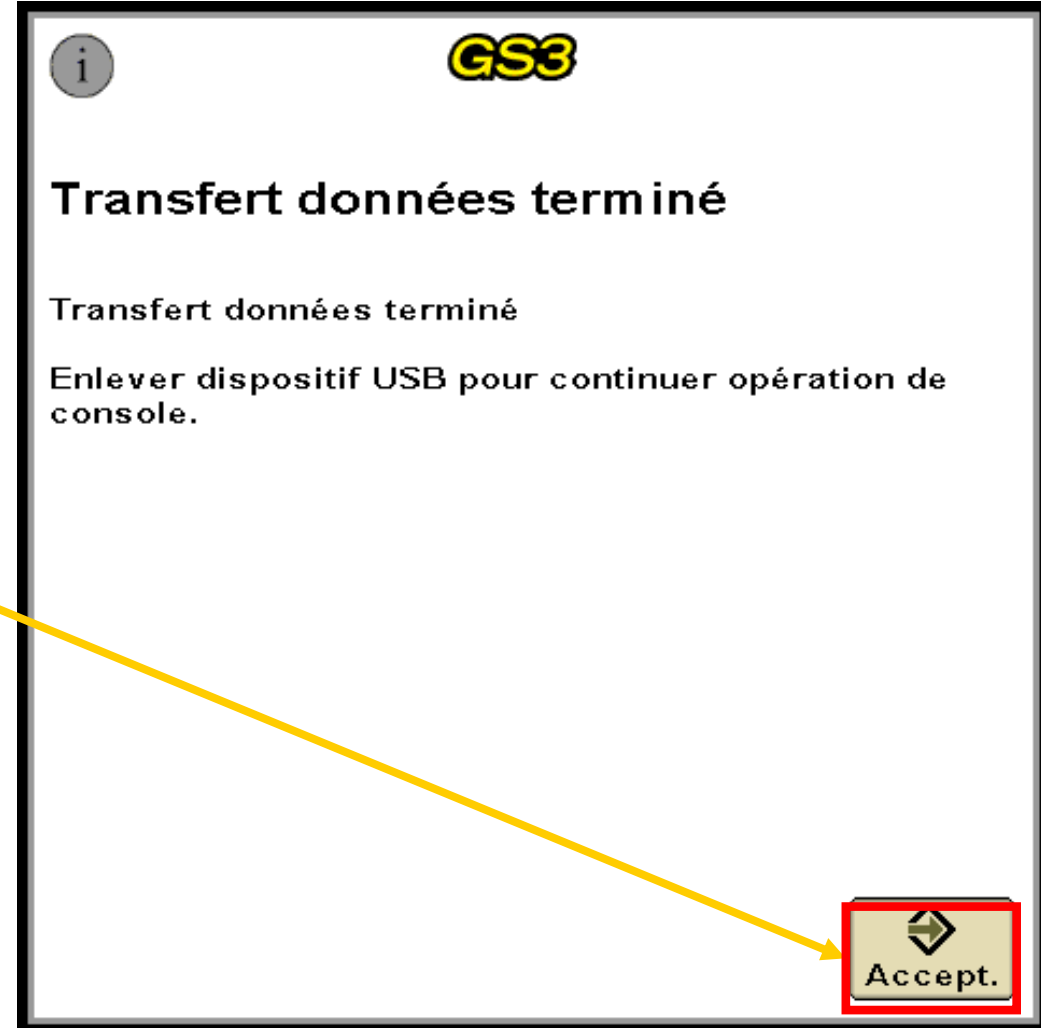 i
GS3
Transfert données terminé
Transfert données terminé
Enlever dispositif USB pour continuer opération de
console.
Accept.